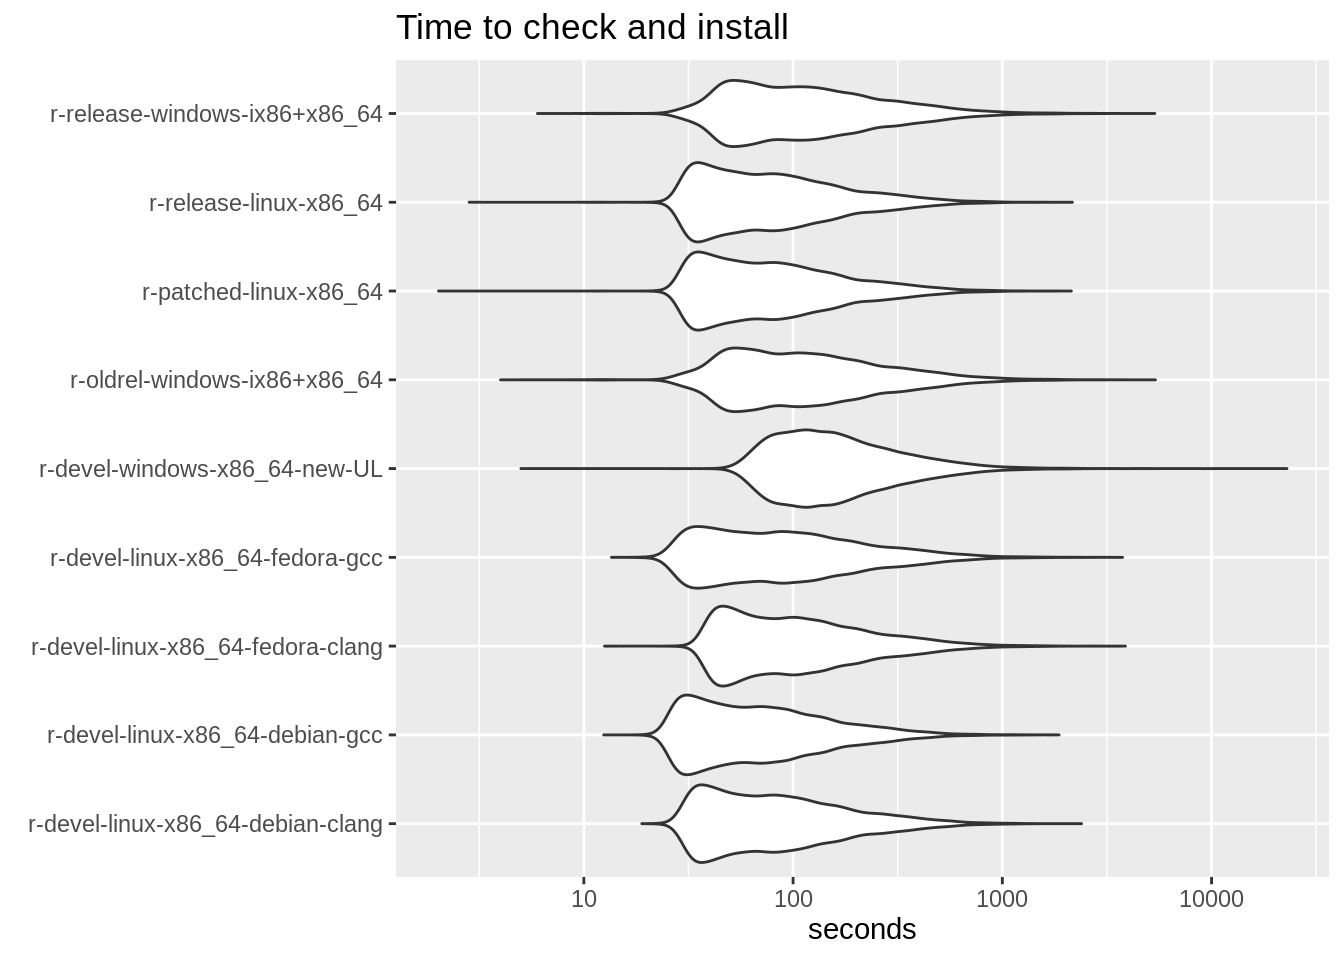 Time to check and install
r-release-windows-ix86+x86_64
r-release-linux-x86_64
r-patched-linux-x86_64
r-oldrel-windows-ix86+x86_64
r-devel-windows-x86_64-new-UL
r-devel-linux-x86_64-fedora-gcc
r-devel-linux-x86_64-fedora-clang
r-devel-linux-x86_64-debian-gcc
r-devel-linux-x86_64-debian-clang
10 100 1000 10000
seconds